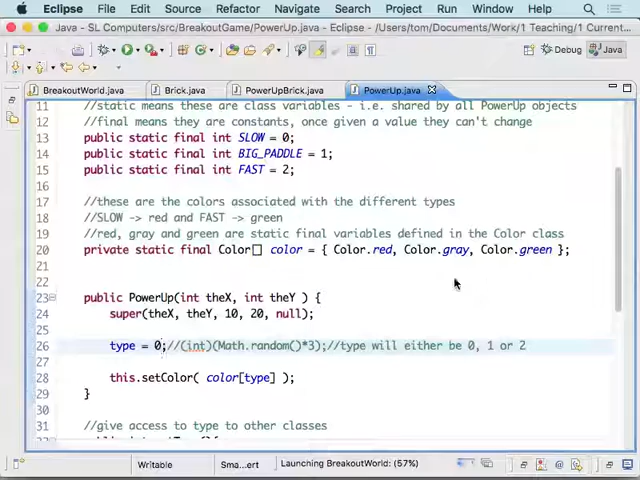 Eclipse File Edit Source Refactor Navigate Search Project Run Window Help
Java - SL Computers/src/BreakoutGame/PowerUp.java - Eclipse - /Users/tom/Documents/Work/1 Teaching/1 Current...
Debug Java
BreakoutWorld.java Brick.java PowerUpBrick.java PowerUp.java
11 //static means these are class variables - i.e. shared by all PowerUp objects
12 //final means they are constants, once given a value they can't change
13 public static final int SLOW = 0;
14 public static final int BIG_PADDLE = 1;
15 public static final int FAST = 2;
16
17 //these are the colors associated with the different types
18 //SLOW -> red and FAST -> green
19 //red, gray and green are static final variables defined in the Color class
20 private static final Color[] color = { Color.red, Color.gray, Color.green };
21
22
23 public PowerUp(int theX, int theY ) {
24 super(theX, theY, 10, 20, null);
25
26 type = 0;//(int)(Math.random()*3);//type will either be 0, 1 or 2
27
28 this.setColor( color[type] );
29 }
30
31 //give access to type to other classes
Writable Sma...ert Launching BreakoutWorld: (57%)